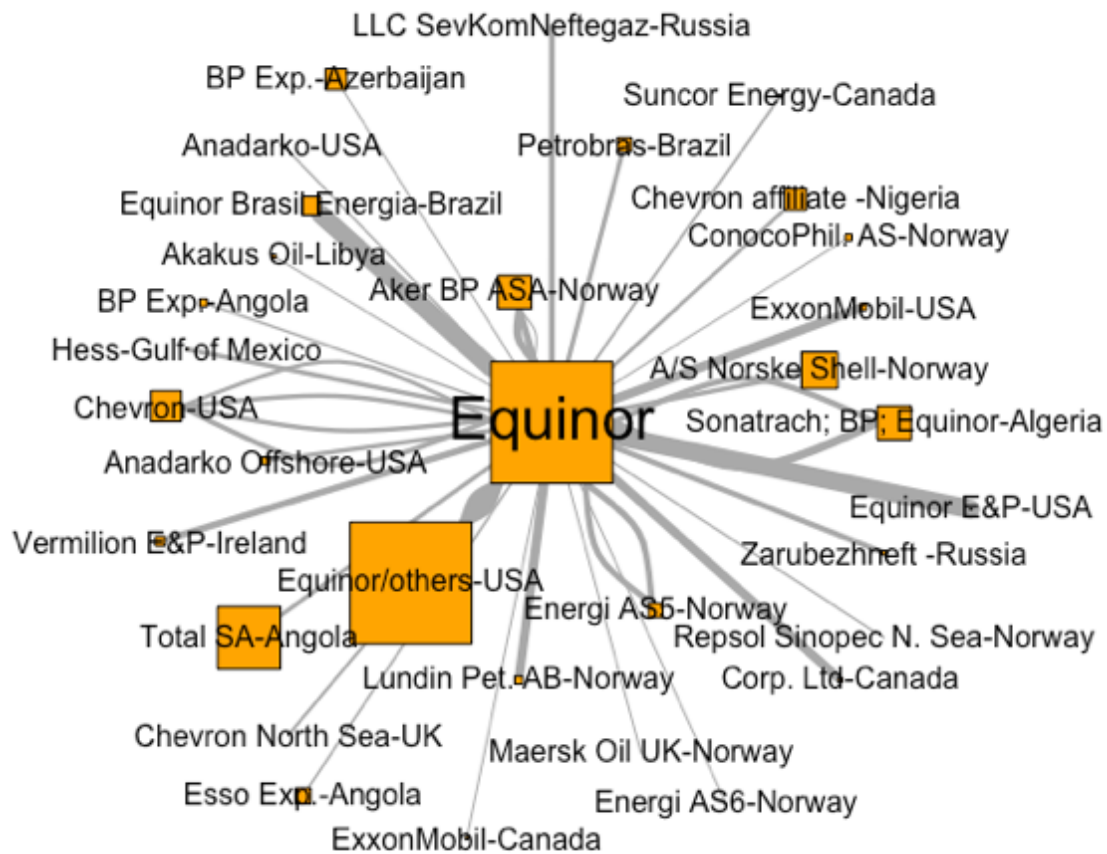 LLC SevKomNeftegaz-Russia
BP Exp.-Azerbaijan
Suncor Energy-Canada
Anadarko-USA
Petrobras-Brazil
Equinor Brasil Energia-Brazil
Chevron affiliate -Nigeria
ConocoPhil. AS-Norway
Akakus Oil-Libya
Aker BP ASA-Norway
BP Exp.-Angola
ExxonMobil-USA
Hess-Gulf of Mexico
A/S Norske Shell-Norway
Chevron-USA
Equinor
Sonatrach; BP; Equinor-Algeria
Anadarko Offshore-USA
Equinor E&P-USA
Vermilion E&P-Ireland
Zarubezhneft -Russia
Equinor/others-USA
Energi AS5-Norway
Total SA-Angola
Repsol Sinopec N. Sea-Norway
Lundin Pet. AB-Norway
Corp. Ltd-Canada
Chevron North Sea-UK
Maersk Oil UK-Norway
Esso Exp.-Angola
Energi AS6-Norway
ExxonMobil-Canada